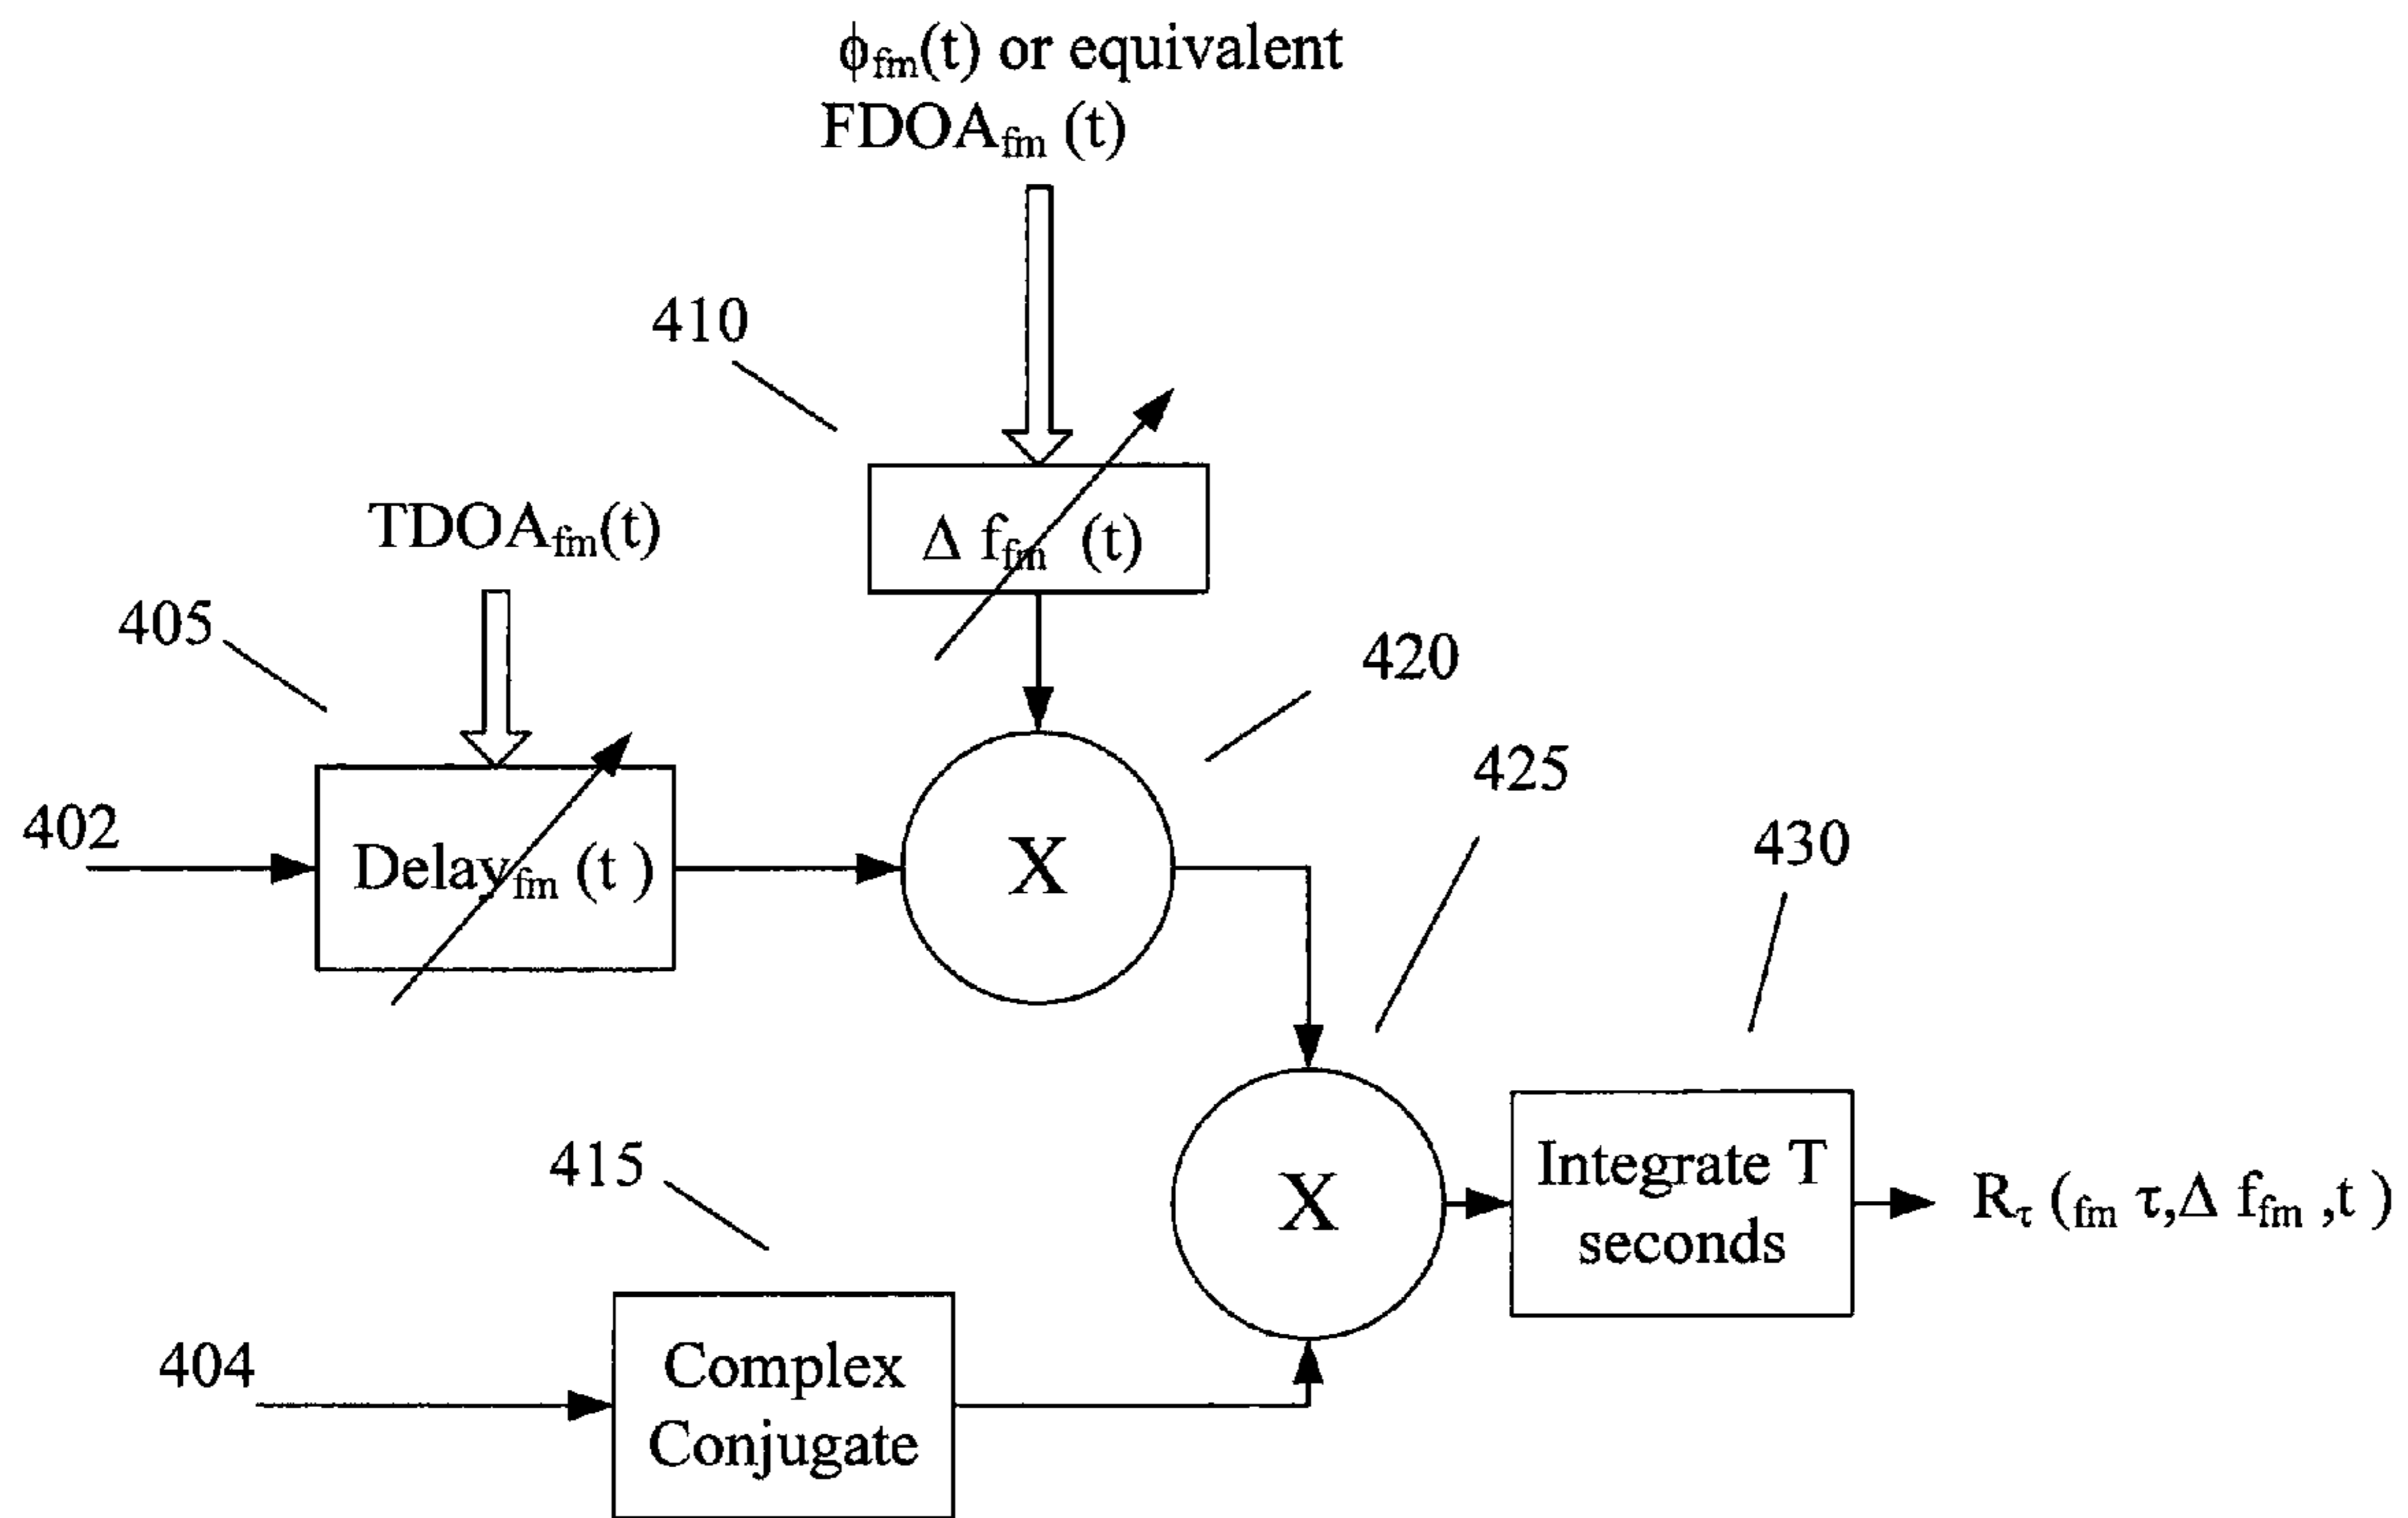 ϕfm(t) or equivalent
FDOAfm (t)
410
TDOAfm(t)
Δ ffm (t)
405
420
425
402
Delayfm (t )
X
430
415
Integrate T
seconds
X
Rτ (fm τ,Δ ffm ,t )
404
Complex
Conjugate